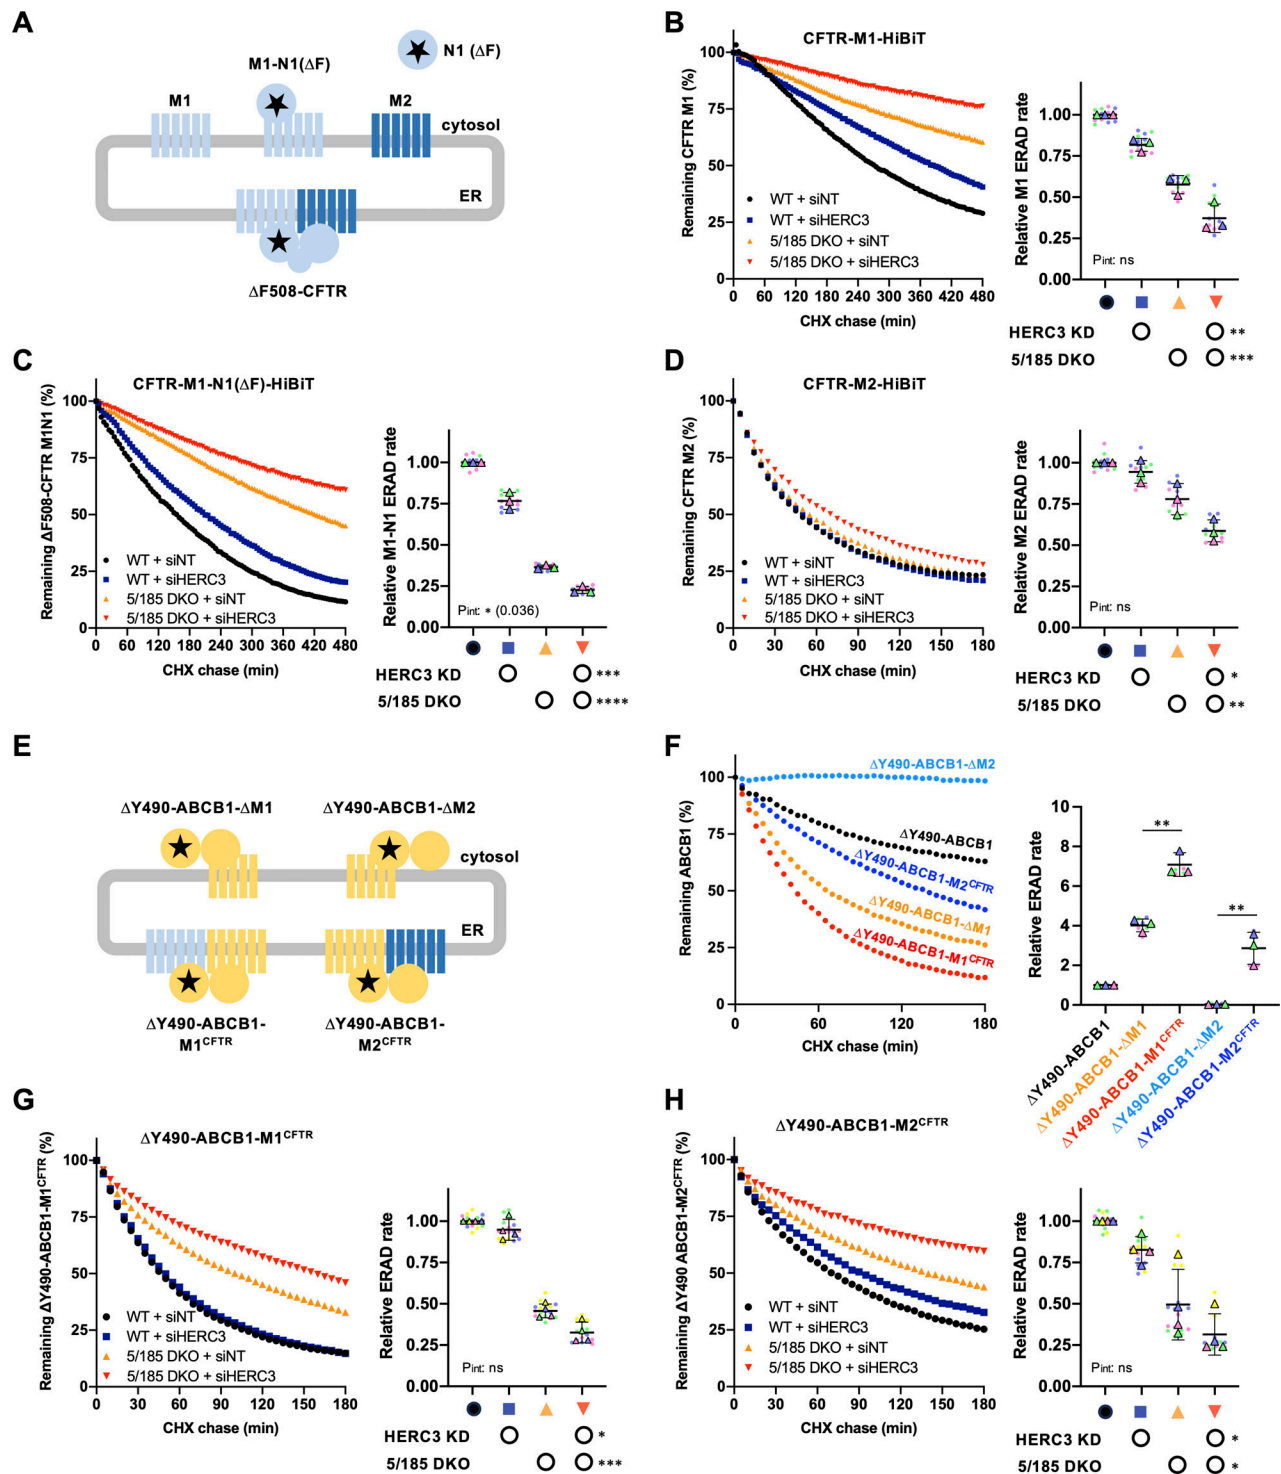 A
N1 (ΔF)
M1-N1(ΔF)
M1
M2
cytosol
ER
ΔF508-CFTR
B
CFTR-M1-HiBiT
Remaining CFTR M1 (%)
100
75
50
25
0
WT + siNT
WT + siHERC3
5/185 DKO + siNT
5/185 DKO + siHERC3
0 60 120 180 240 300 360 420 480
CHX chase (min)
Relative M1 ERAD rate
1.00
0.75
0.50
0.25
0.00
Pint: ns
HERC3 KD **
5/185 DKO ***
C
CFTR-M1-N1(ΔF)-HiBiT
Remaining ΔF508-CFTR M1N1 (%)
100
75
50
25
0
WT + siNT
WT + siHERC3
5/185 DKO + siNT
5/185 DKO + siHERC3
0 60 120 180 240 300 360 420 480
CHX chase (min)
Relative M1-N1 ERAD rate
1.00
0.75
0.50
0.25
0.00
Pint: * (0.036)
HERC3 KD ***
5/185 DKO ****
D
CFTR-M2-HiBiT
Remaining CFTR M2 (%)
100
75
50
25
0
WT + siNT
WT + siHERC3
5/185 DKO + siNT
5/185 DKO + siHERC3
0 30 60 90 120 150 180
CHX chase (min)
Relative M2 ERAD rate
1.00
0.75
0.50
0.25
0.00
Pint: ns
HERC3 KD *
5/185 DKO **
E
ΔY490-ABCB1-ΔM1
ΔY490-ABCB1-ΔM2
cytosol
ER
ΔY490-ABCB1-
M1CFTR
ΔY490-ABCB1-
M2CFTR
F
Remaining ABCB1 (%)
100
75
50
25
0
ΔY490-ABCB1-ΔM2
ΔY490-ABCB1
ΔY490-ABCB1-M2CFTR
ΔY490-ABCB1-ΔM1
ΔY490-ABCB1-M1CFTR
0 60 120 180
CHX chase (min)
Relative ERAD rate
10
8
6
4
2
0
**
**
ΔY490-ABCB1
ΔY490-ABCB1-ΔM1
ΔY490-ABCB1-M1CFTR
ΔY490-ABCB1-ΔM2
ΔY490-ABCB1-M2CFTR
G
ΔY490-ABCB1-M1CFTR
Remaining ΔY490-ABCB1-M1CFTR (%)
100
75
50
25
0
WT + siNT
WT + siHERC3
5/185 DKO + siNT
5/185 DKO + siHERC3
0 30 60 90 120 150 180
CHX chase (min)
Relative ERAD rate
1.00
0.75
0.50
0.25
0.00
Pint: ns
HERC3 KD *
5/185 DKO ***
H
ΔY490-ABCB1-M2CFTR
Remaining ΔY490 ABCB1-M2CFTR (%)
100
75
50
25
0
WT + siNT
WT + siHERC3
5/185 DKO + siNT
5/185 DKO + siHERC3
0 30 60 90 120 150 180
CHX chase (min)
Relative ERAD rate
1.00
0.75
0.50
0.25
0.00
Pint: ns
HERC3 KD *
5/185 DKO *